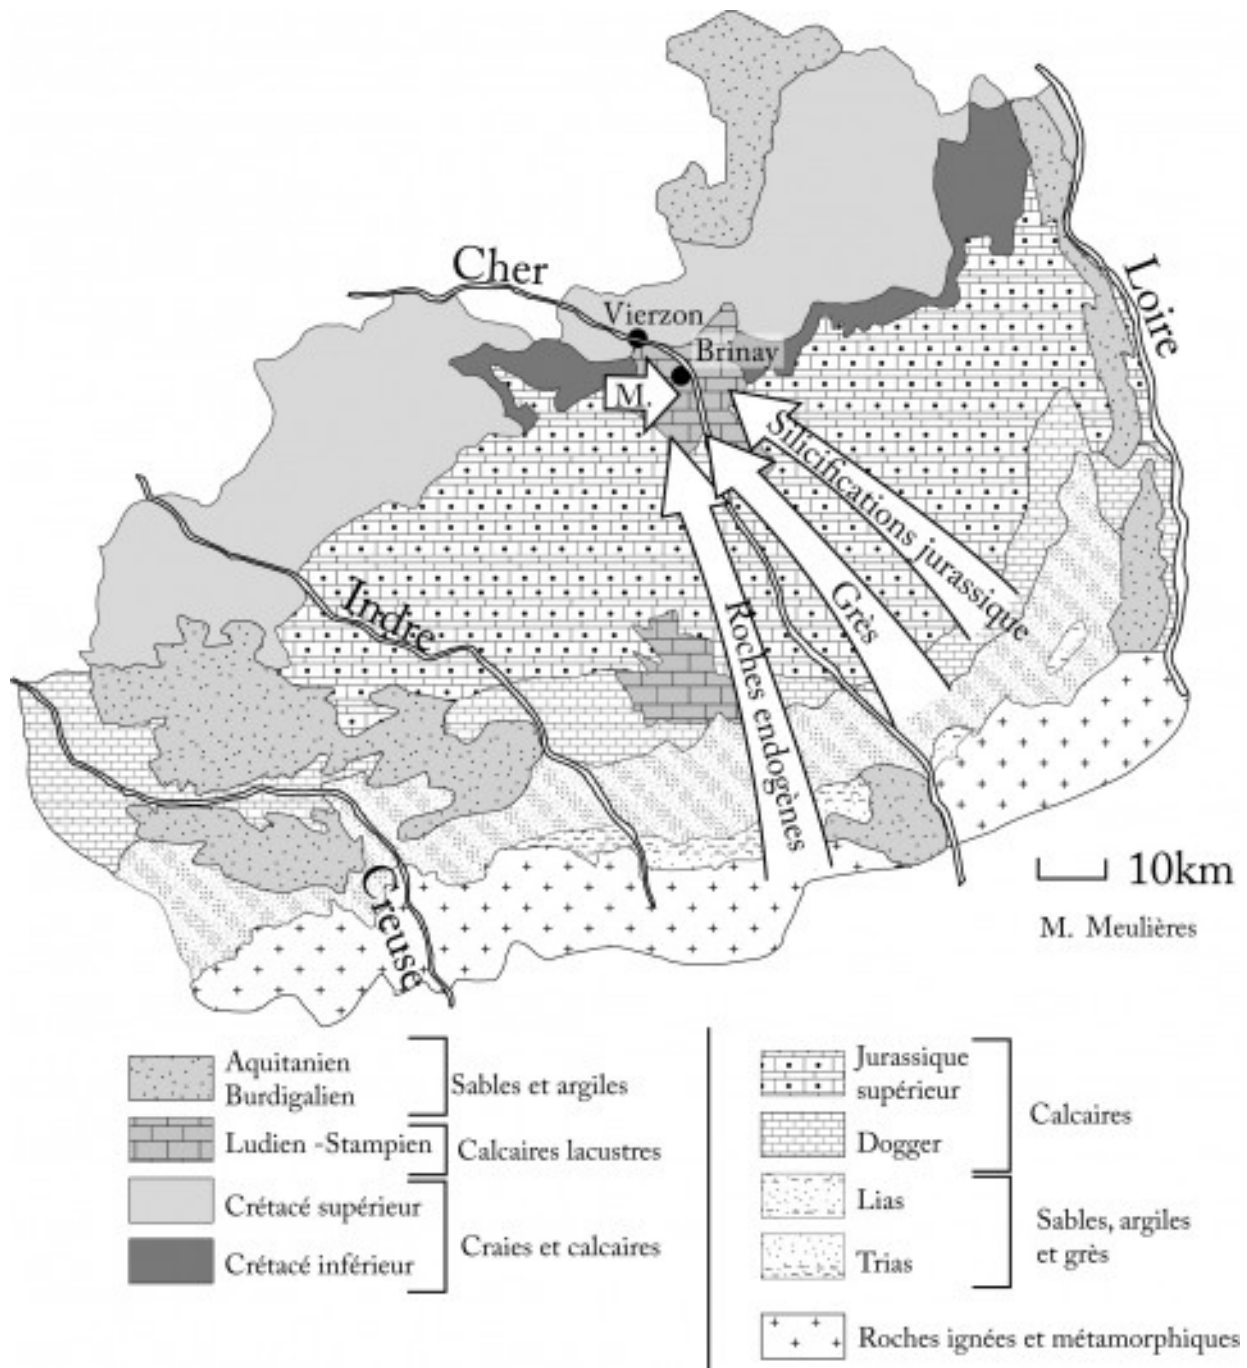 Cher
Loire
Vierzon
Brinay
M.
Silicifications jurassique
Indre
Grès
Roches endogènes
Creuse
10km
M. Meulières
Aquitanien
Burdigalien
Sables et argiles
Ludien -Stampien
Calcaires lacustres
Crétacé supérieur
Craies et calcaires
Crétacé inférieur
Jurassique
supérieur
Calcaires
Dogger
Lias
Sables, argiles
et grès
Trias
Roches ignées et métamorphiques